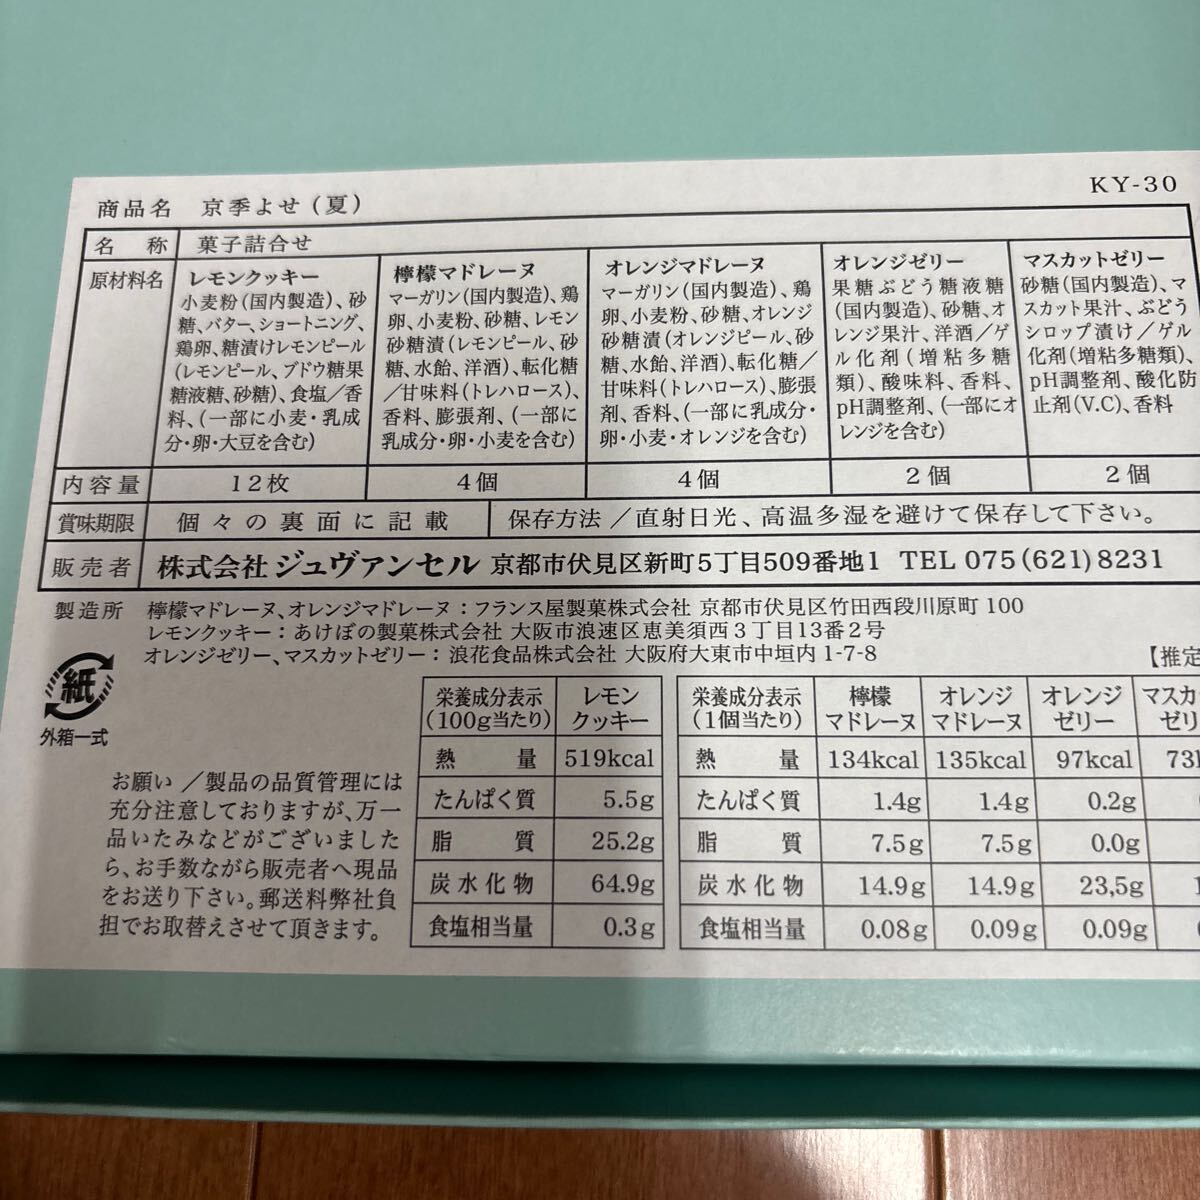 商品名 京季よせ(夏)
KY-30
名 称 菓子詰合せ
原材料名
レモンクッキー
小麦粉(国内製造)、砂
糖、バター、ショートニング、
鶏卵、糖漬けレモンピール
(レモンピール、ブドウ糖果
糖液糖、砂糖)、食塩/香
料、(一部に小麦・乳成
分・卵・大豆を含む)
檸檬マドレーヌ
マーガリン(国内製造)、鶏
卵、小麦粉、砂糖、レモン
砂糖漬(レモンピール、砂
糖、水飴、洋酒)、転化糖
/甘味料(トレハロース)、
香料、膨張剤、(一部に
乳成分・卵・小麦を含む)
オレンジマドレーヌ
マーガリン(国内製造)、鶏
卵、小麦粉、砂糖、オレンジ
砂糖漬(オレンジピール、砂
糖、水飴、洋酒)、転化糖/
甘味料(トレハロース)、膨張
剤、香料、(一部に乳成分・
卵・小麦・オレンジを含む)
オレンジゼリー
果糖ぶどう糖液糖
(国内製造)、砂糖、オ
レンジ果汁、洋酒/ゲ
ル化剤(増粘多糖
類)、酸味料、香料、
pH調整剤、(一部にオ
レンジを含む)
マスカットゼリー
砂糖(国内製造)、マ
スカット果汁、ぶどう
シロップ漬け/ゲル
化剤(増粘多糖類)、
pH調整剤、酸化防
止剤(V.C)、香料
内容量 12枚 4個 4個 2個 2個
賞味期限 個々の裏面に記載 保存方法/直射日光、高温多湿を避けて保存して下さい。
販売者 株式会社 ジュヴァンセル 京都市伏見区新町5丁目509番地1 TEL 075(621)8231
製造所 檸檬マドレーヌ、オレンジマドレーヌ:フランス屋製菓株式会社 京都市伏見区竹田西段川原町100
レモンクッキー:あけぼの製菓株式会社 大阪市浪速区恵美須西3丁目13番2号
オレンジゼリー、マスカットゼリー:浪花食品株式会社 大阪府大東市中垣内1-7-8
【推定
紙
外箱一式
お願い/製品の品質管理には
充分注意しておりますが、万一
品いたみなどがございました
ら、お手数ながら販売者へ現品
をお送り下さい。郵送料弊社負
担でお取替えさせて頂きます。
栄養成分表示
(100g当たり)
レモン
クッキー
熱 量 519kcal
たんぱく質 5.5g
脂 質 25.2g
炭水化物 64.9g
食塩相当量 0.3g
栄養成分表示
(1個当たり)
檸檬
マドレーヌ
オレンジ
マドレーヌ
オレンジ
ゼリー
マスカ
ゼリ
熱 量 134kcal 135kcal 97kcal 73k
たんぱく質 1.4g 1.4g 0.2g
脂 質 7.5g 7.5g 0.0g
炭水化物 14.9g 14.9g 23,5g 1
食塩相当量 0.08g 0.09g 0.09g